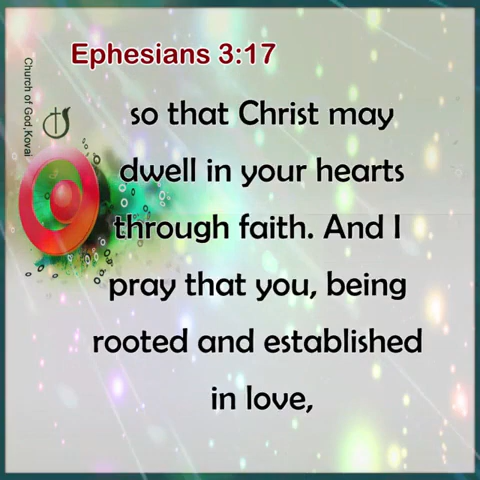 Ephesians 3:17
Church of God,Kovai
so that Christ may
dwell in your hearts
through faith. And I
pray that you, being
rooted and established
in love,